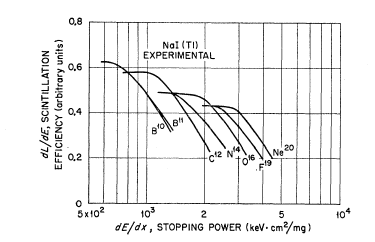 0.8
NaI (Tl)
EXPERIMENTAL
0.6
0.4
0.2
0
dL/dE, SCINTILLATION
EFFICIENCY (arbitrary units)
B¹⁰
B¹¹
C¹²
N¹⁴
O¹⁶
F¹⁹
Ne²⁰
5 x 10²
10³
2
5
10⁴
dE/dx, STOPPING POWER (keV·cm²/mg)